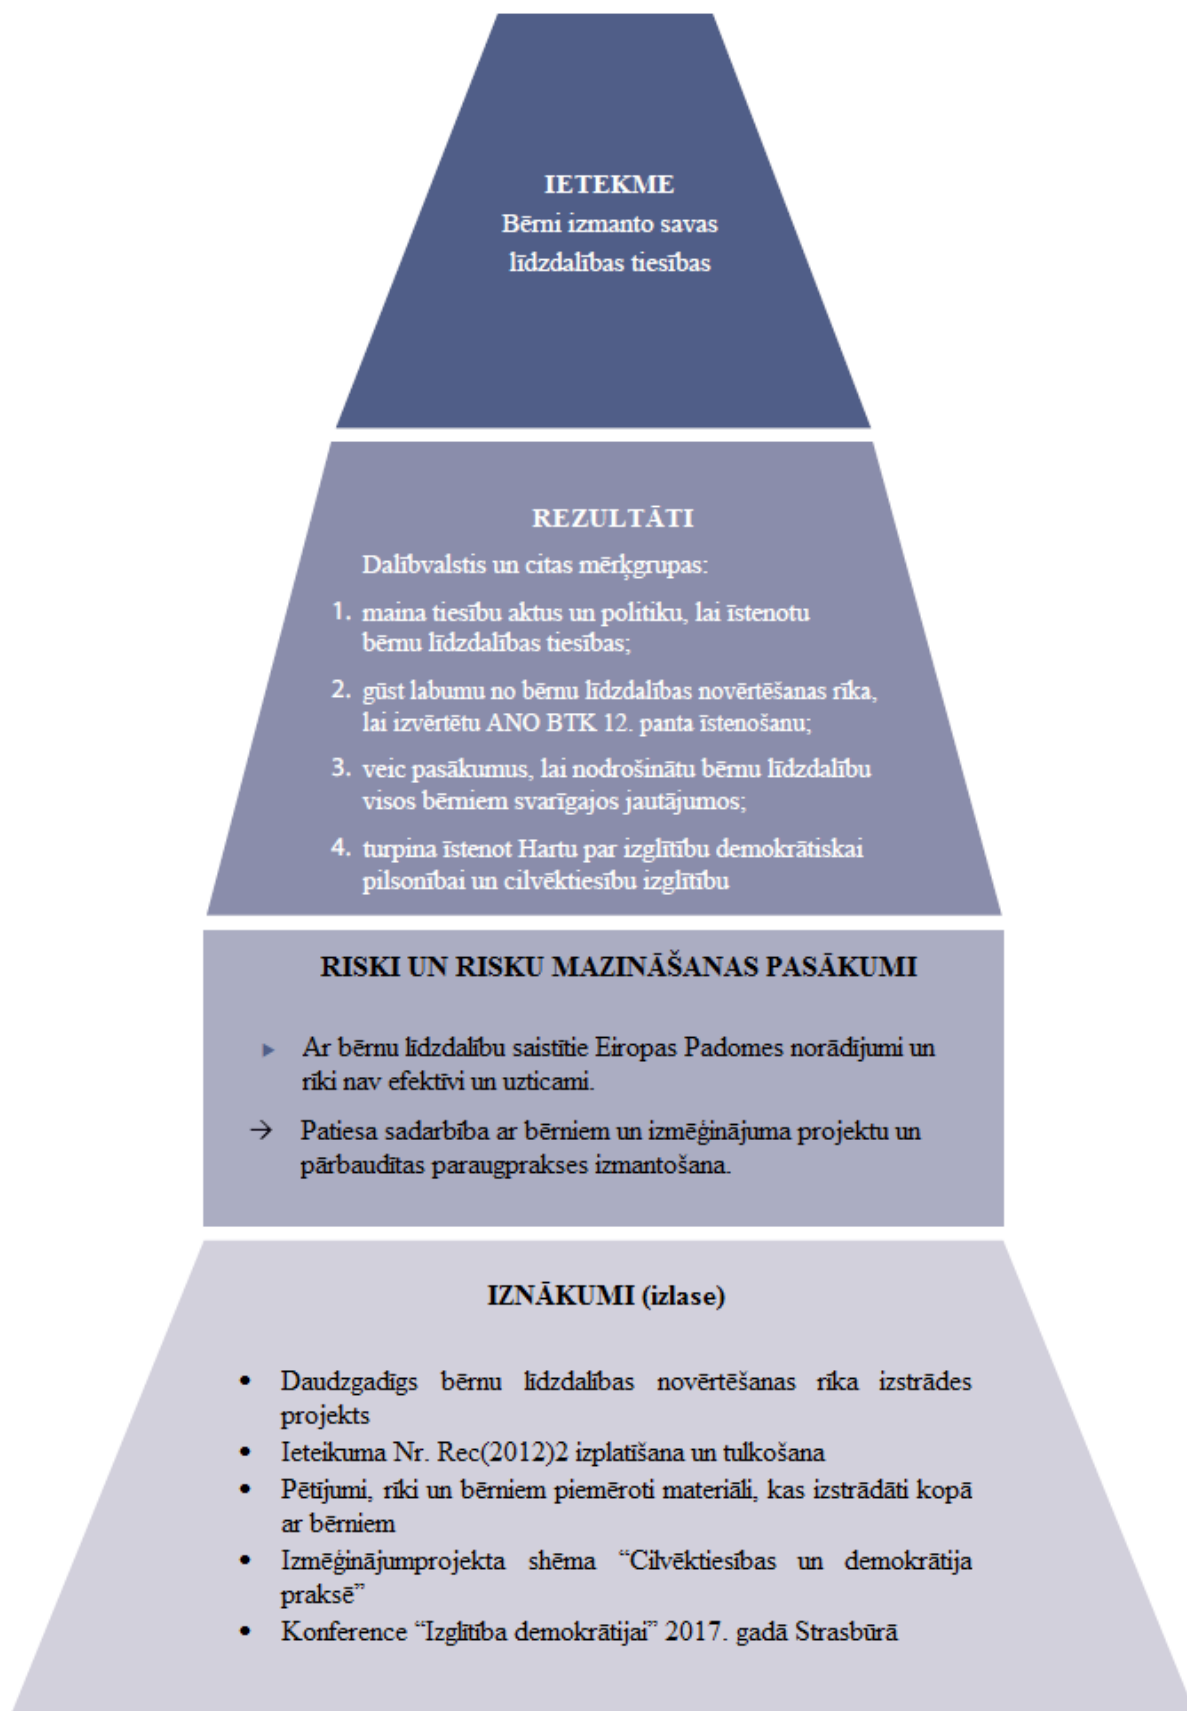 IETEKME
Bērni izmanto savas
līdzdalības tiesības
REZULTĀTI
Dalībvalstis un citas mērķgrupas:
1. maina tiesību aktus un politiku, lai īstenotu
bērnu līdzdalības tiesības;
2. gūst labumu no bērnu līdzdalības novērtēšanas rīka,
lai izvērtētu ANO BTK 12. panta īstenošanu;
3. veic pasākumus, lai nodrošinātu bērnu līdzdalību
visos bērniem svarīgajos jautājumos;
4. turpina īstenot Hartu par izglītību demokrātiskai
pilsonībai un cilvēktiesību izglītību
RISKI UN RISKU MAZINĀŠANAS PASĀKUMI
▶ Ar bērnu līdzdalību saistītie Eiropas Padomes norādījumi un
rīki nav efektīvi un uzticami.
→ Patiesa sadarbība ar bērniem un izmēģinājuma projektu un
pārbaudītas paraugprakses izmantošana.
IZNĀKUMI (izlase)
• Daudzgadīgs bērnu līdzdalības novērtēšanas rīka izstrādes
projekts
• Ieteikuma Nr. Rec(2012)2 izplatīšana un tulkošana
• Pētījumi, rīki un bērniem piemēroti materiāli, kas izstrādāti kopā
ar bērniem
• Izmēģinājumprojekta shēma “Cilvēktiesības un demokrātija
praksē”
• Konference “Izglītība demokrātijai” 2017. gadā Strasbūrā